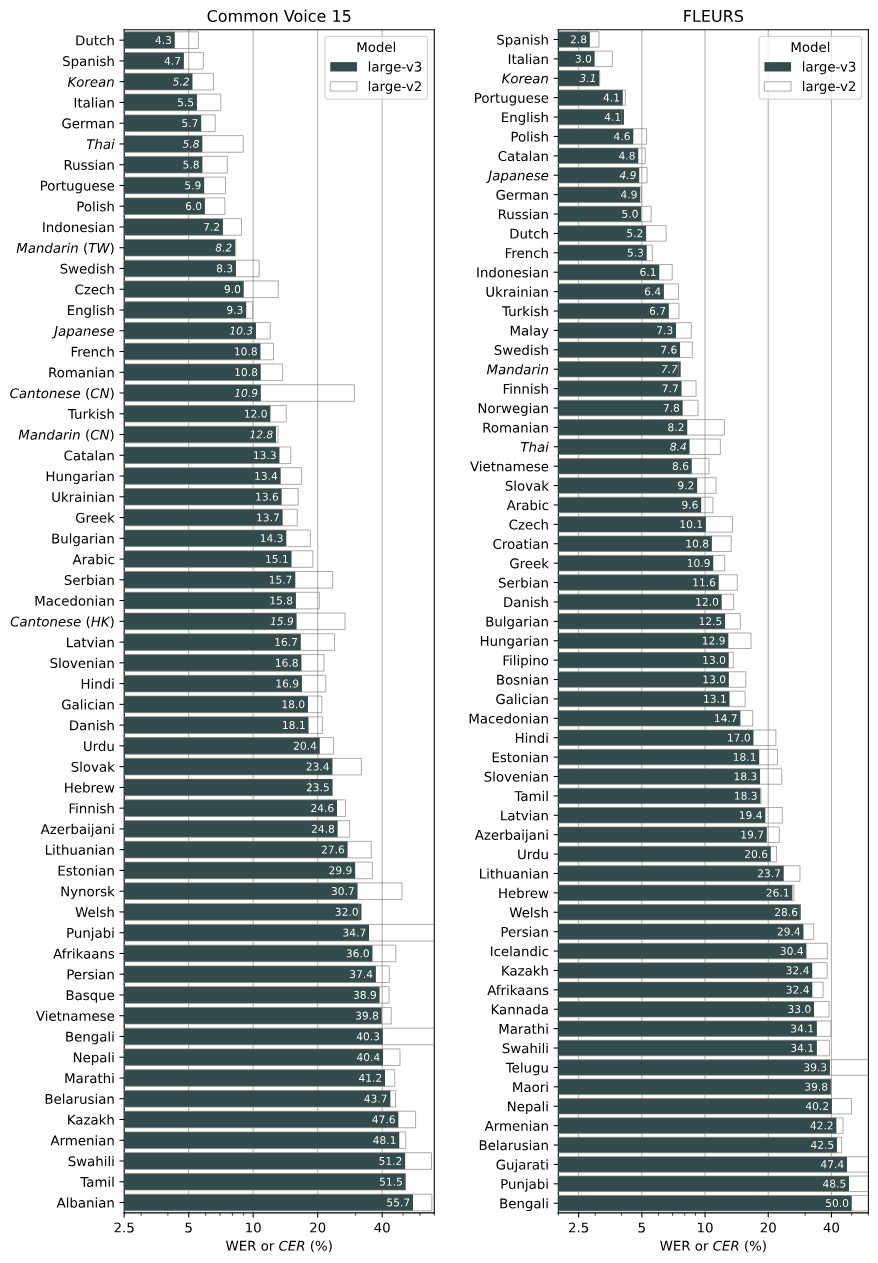 Common Voice 15
Model
large-v3
large-v2
Dutch 4.3
Spanish 4.7
Korean 5.2
Italian 5.5
German 5.7
Thai 5.8
Russian 5.8
Portuguese 5.9
Polish 6.0
Indonesian 7.2
Mandarin (TW) 8.2
Swedish 8.3
Czech 9.0
English 9.3
Japanese 10.3
French 10.8
Romanian 10.8
Cantonese (CN) 10.9
Turkish 12.0
Mandarin (CN) 12.8
Catalan 13.3
Hungarian 13.4
Ukrainian 13.6
Greek 13.7
Bulgarian 14.3
Arabic 15.1
Serbian 15.7
Macedonian 15.8
Cantonese (HK) 15.9
Latvian 16.7
Slovenian 16.8
Hindi 16.9
Galician 18.0
Danish 18.1
Urdu 20.4
Slovak 23.4
Hebrew 23.5
Finnish 24.6
Azerbaijani 24.8
Lithuanian 27.6
Estonian 29.9
Nynorsk 30.7
Welsh 32.0
Punjabi 34.7
Afrikaans 36.0
Persian 37.4
Basque 38.9
Vietnamese 39.8
Bengali 40.3
Nepali 40.4
Marathi 41.2
Belarusian 43.7
Kazakh 47.6
Armenian 48.1
Swahili 51.2
Tamil 51.5
Albanian 55.7
2.5 5 10 20 40
WER or CER (%)
FLEURS
Model
large-v3
large-v2
Spanish 2.8
Italian 3.0
Korean 3.1
Portuguese 4.1
English 4.1
Polish 4.6
Catalan 4.8
Japanese 4.9
German 4.9
Russian 5.0
Dutch 5.2
French 5.3
Indonesian 6.1
Ukrainian 6.4
Turkish 6.7
Malay 7.3
Swedish 7.6
Mandarin 7.7
Finnish 7.7
Norwegian 7.8
Romanian 8.2
Thai 8.4
Vietnamese 8.6
Slovak 9.2
Arabic 9.6
Czech 10.1
Croatian 10.8
Greek 10.9
Serbian 11.6
Danish 12.0
Bulgarian 12.5
Hungarian 12.9
Filipino 13.0
Bosnian 13.0
Galician 13.1
Macedonian 14.7
Hindi 17.0
Estonian 18.1
Slovenian 18.3
Tamil 18.3
Latvian 19.4
Azerbaijani 19.7
Urdu 20.6
Lithuanian 23.7
Hebrew 26.1
Welsh 28.6
Persian 29.4
Icelandic 30.4
Kazakh 32.4
Afrikaans 32.4
Kannada 33.0
Marathi 34.1
Swahili 34.1
Telugu 39.3
Maori 39.8
Nepali 40.2
Armenian 42.2
Belarusian 42.5
Gujarati 47.4
Punjabi 48.5
Bengali 50.0
2.5 5 10 20 40
WER or CER (%)